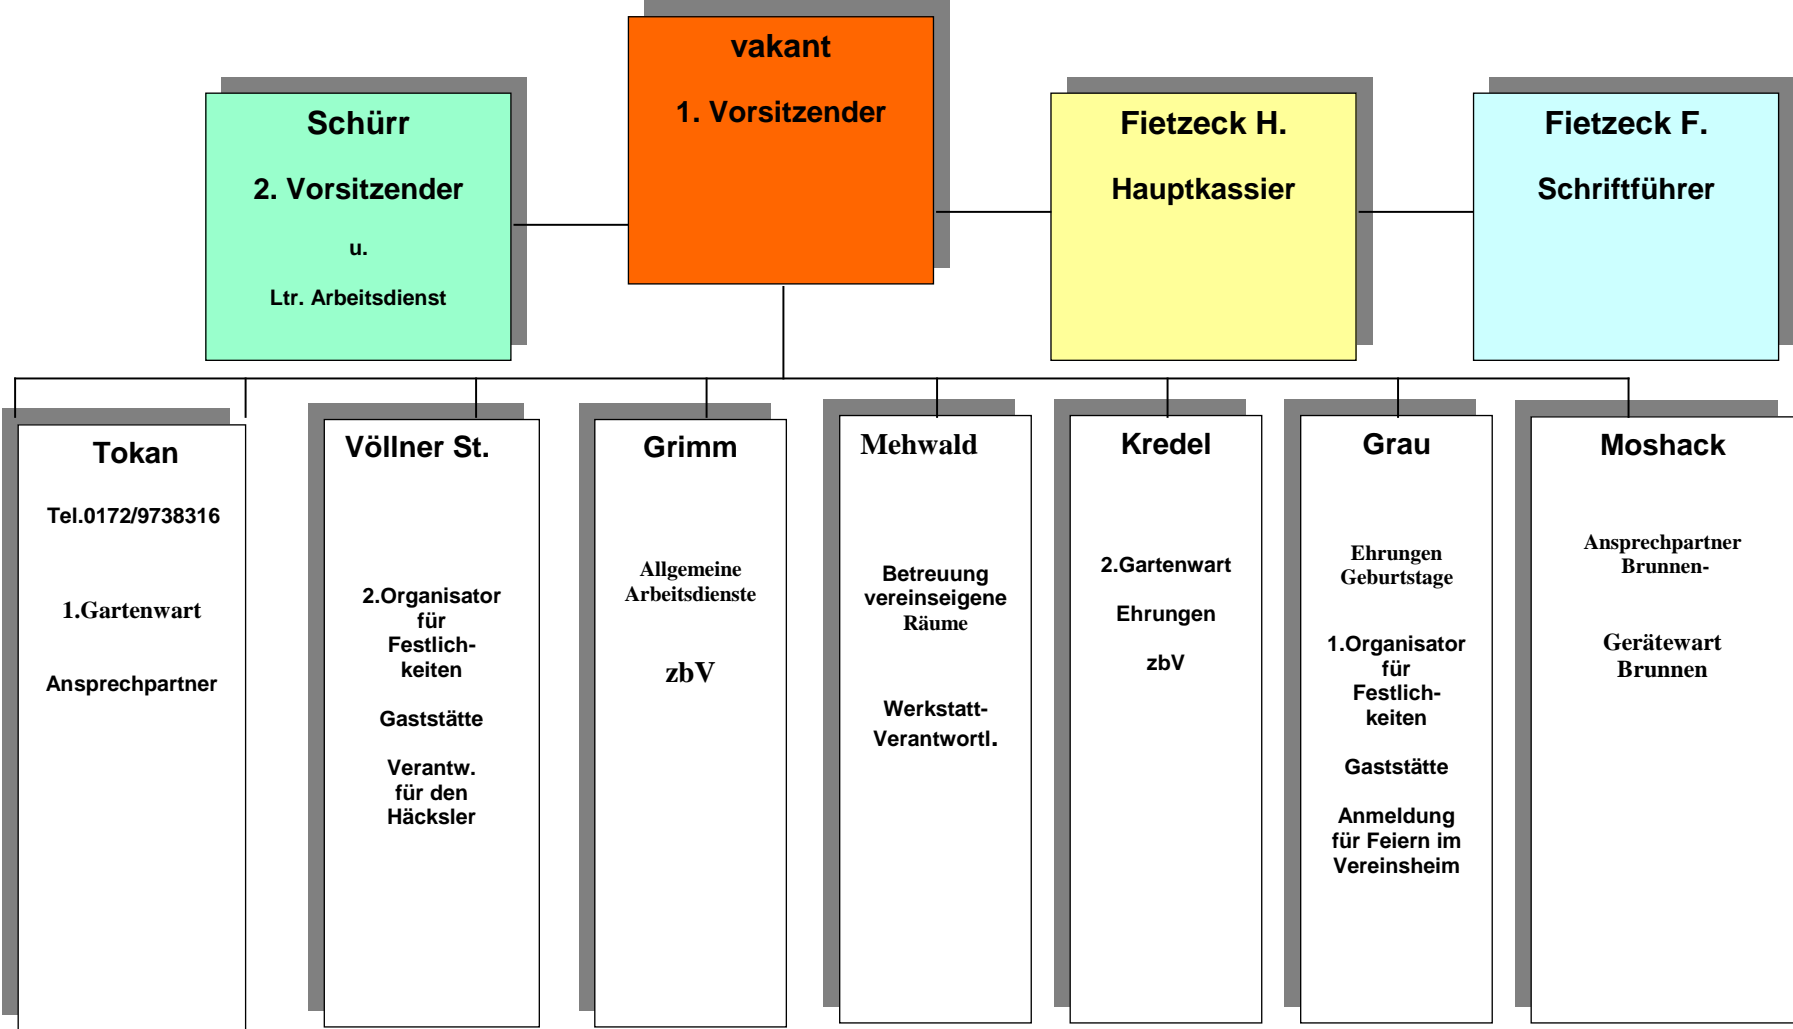 vakant
1. Vorsitzender
Schürr
2. Vorsitzender
u.
Ltr. Arbeitsdienst
Fietzeck H.
Hauptkassier
Fietzeck F.
Schriftführer
Tokan
Tel.0172/9738316
1.Gartenwart
Ansprechpartner
Völlner St.
2.Organisator
für
Festlich-
keiten
Gaststätte
Verantw.
für den
Häcksler
Grimm
Allgemeine
Arbeitsdienste
zbV
Mehwald
Betreuung
vereinseigene
Räume
Werkstatt-
Verantwortl.
Kredel
2.Gartenwart
Ehrungen
zbV
Grau
Ehrungen
Geburtstage
1.Organisator
für
Festlich-
keiten
Gaststätte
Anmeldung
für Feiern im
Vereinsheim
Moshack
Ansprechpartner
Brunnen-
Gerätewart
Brunnen